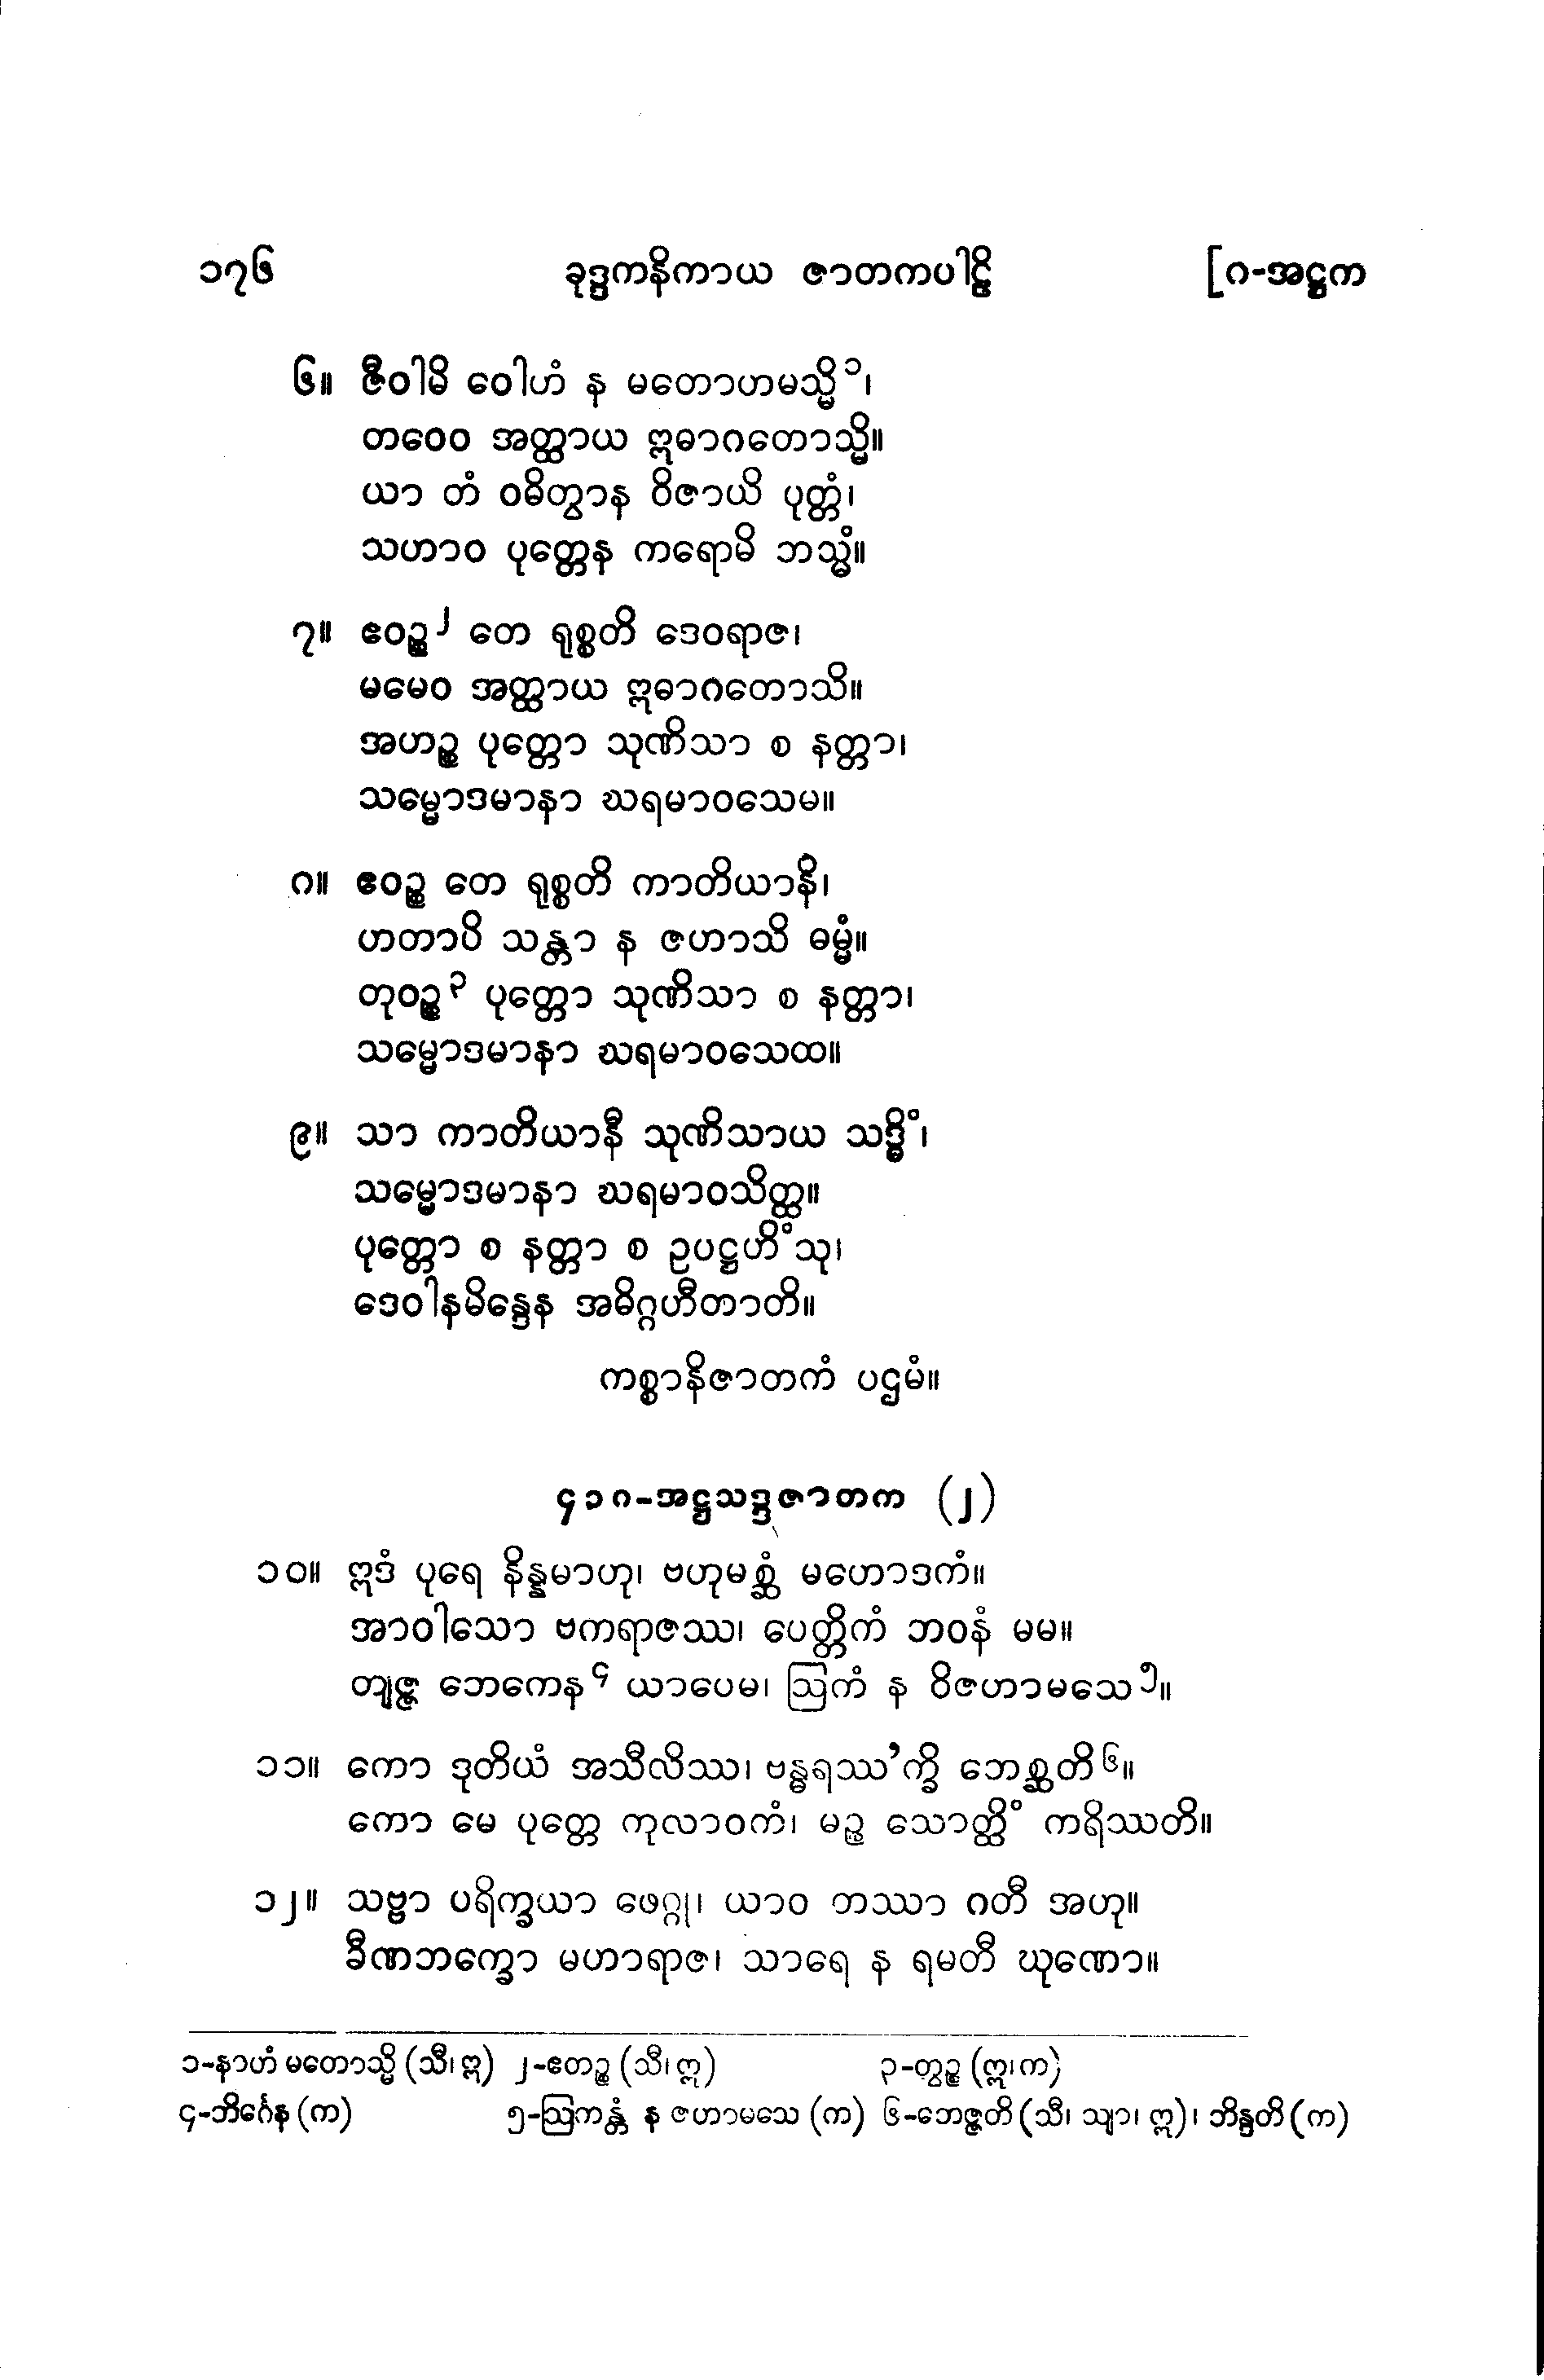 ၁၇၆ ခုဒ္ဒကနိကာယ ဇာတကပါဠိ [၈-အဋ္ဌက
၆။ ဇီဝါမိ ဝေါဟံ န မတောဟမသ္မိ၁၊
တဝေဝ အတ္ထာယ ဣဓာဂတောသ္မိ။
ယာ တံ ဝဓိတွာန ဝိဇာယိ ပုတ္တံ၊
သဟာဝ ပုတ္တေန ကရောမိ ဘသ္မံ။
၇။ ဧဝဉ္စ၂ တေ ရုစ္စတိ ဒေဝရာဇ၊
မမေဝ အတ္ထာယ ဣဓာဂတောသိ။
အဟဉ္စ ပုတ္တော သုဏိသာ စ နတ္တာ၊
သမ္မောဒမာနာ ဃရမာဝသေမ။
၈။ ဧဝဉ္စ တေ ရုစ္စတိ ကာတိယာနိ၊
ဟတာပိ သန္တာ န ဇဟာသိ ဓမ္မံ။
တုဝဉ္စ၃ ပုတ္တော သုဏိသာ စ နတ္တာ၊
သမ္မောဒမာနာ ဃရမာဝသေထ။
၉။ သာ ကာတိယာနီ သုဏိသာယ သဒ္ဓိံ၊
သမ္မောဒမာနာ ဃရမာဝသိတ္ထ။
ပုတ္တော စ နတ္တာ စ ဥပဋ္ဌဟိံသု၊
ဒေဝါနမိန္ဒေန အဓိဂ္ဂဟီတာတိ။
ကစ္စာနိဇာတကံ ပဌမံ။
၄၁၈-အဋ္ဌသဒ္ဒဇာတက (၂)
၁၀။ ဣဒံ ပုရေ နိန္နမာဟု၊ ဗဟုမစ္ဆံ မဟောဒကံ။
အာဝါသော ဗကရာဇဿ၊ ပေတ္တိကံ ဘဝနံ မမ။
တျဇ္ဇ ဘေကေန၄ ယာပေမ၊ ဩကံ န ဝိဇဟာမသေ၅။
၁၁။ ကော ဒုတိယံ အသီလိဿ၊ ဗန္ဓရဿ’က္ခိ ဘေစ္ဆတိ၆။
ကော မေ ပုတ္တေ ကုလာဝကံ၊ မဉ္စ သောတ္ထိံ ကရိဿတိ။
၁၂။ သဗ္ဗာ ပရိက္ခယာ ဖေဂ္ဂု၊ ယာဝ တဿာ ဂတီ အဟု။
ခီဏဘက္ခော မဟာရာဇ၊ သာရေ န ရမတီ ဃုဏော။
၁-နာဟံ မတောသ္မိ (သီ၊ ဣ) ၂-ဧတဉ္စ (သီ၊ ဣ) ၃-တွဉ္စ (ဣ၊ က)
၄-ဘိင်္ဂေန (က) ၅-ဩကန္တံ န ဇဟာမသေ (က) ၆-ဘေဇ္ဇတိ (သီ၊ သျာ၊ ဣ)၊ ဘိန္ဒတိ (က)